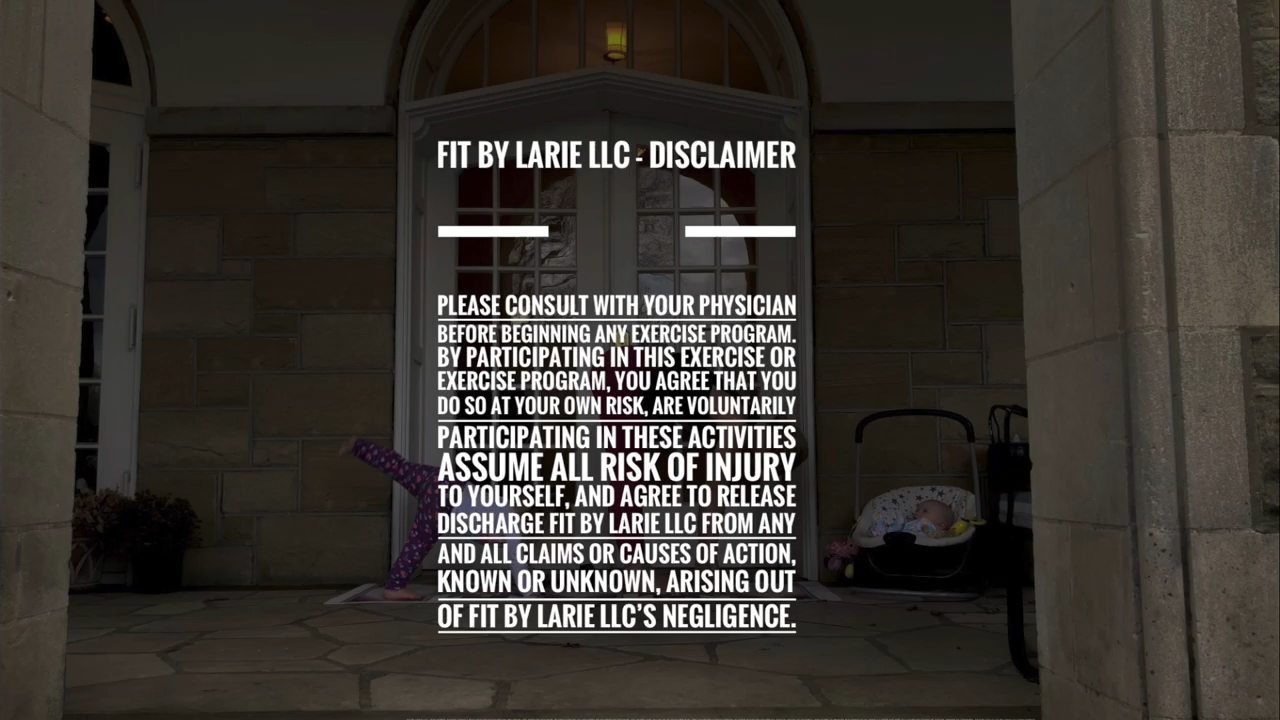 FIT BY LARIE LLC - DISCLAIMER
PLEASE CONSULT WITH YOUR PHYSICIAN
BEFORE BEGINNING ANY EXERCISE PROGRAM.
BY PARTICIPATING IN THIS EXERCISE OR
EXERCISE PROGRAM, YOU AGREE THAT YOU
DO SO AT YOUR OWN RISK, ARE VOLUNTARILY
PARTICIPATING IN THESE ACTIVITIES
ASSUME ALL RISK OF INJURY
TO YOURSELF, AND AGREE TO RELEASE
DISCHARGE FIT BY LARIE LLC FROM ANY
AND ALL CLAIMS OR CAUSES OF ACTION,
KNOWN OR UNKNOWN, ARISING OUT
OF FIT BY LARIE LLC'S NEGLIGENCE.